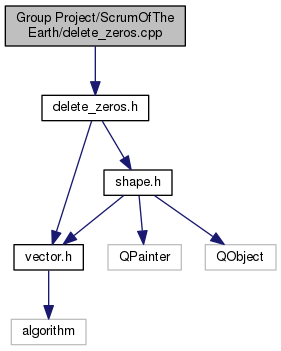 Group Project/ScrumOfThe
Earth/delete_zeros.cpp
delete_zeros.h
shape.h
vector.h
QPainter
QObject
algorithm